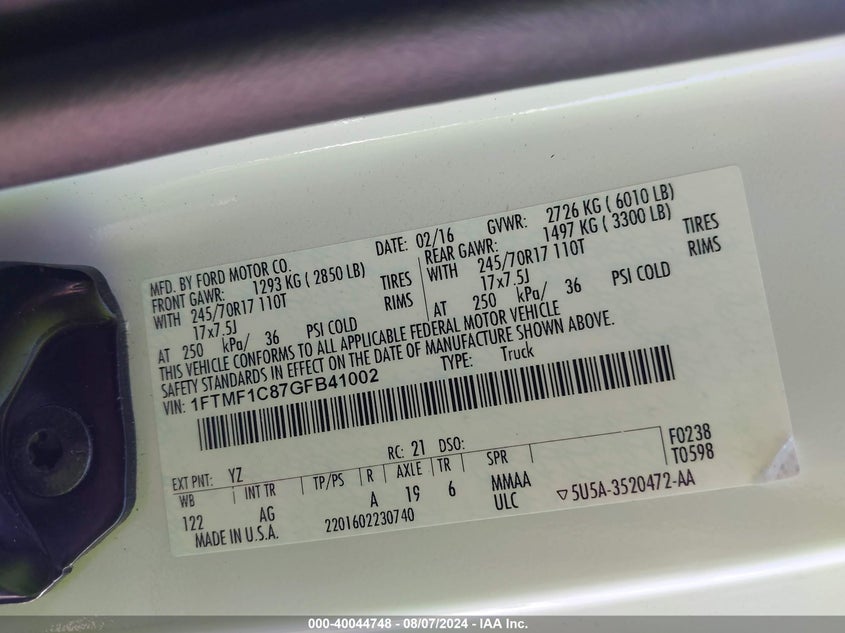 MFD. BY FORD MOTOR CO. DATE: 02/16 GVWR: 2726 KG ( 6010 LB)
FRONT GAWR: 1293 KG ( 2850 LB) REAR GAWR: 1497 KG ( 3300 LB)
WITH 245/70R17 110T TIRES WITH 245/70R17 110T TIRES
17x7.5J RIMS 17x7.5J RIMS
AT 250 kPa/ 36 PSI COLD AT 250 kPa/ 36 PSI COLD
THIS VEHICLE CONFORMS TO ALL APPLICABLE FEDERAL MOTOR VEHICLE
SAFETY STANDARDS IN EFFECT ON THE DATE OF MANUFACTURE SHOWN ABOVE.
VIN: 1FTMF1C87GFB41002 TYPE: Truck
EXT PNT: YZ RC: 21 DSO: F0238
WB INT TR TP/PS R AXLE TR SPR T0598
122 AG A 19 6 MMAA
ULC ▽5U5A-3520472-AA
MADE IN U.S.A. 2201602230740
000-40044748 - 08/07/2024 - IAA Inc.